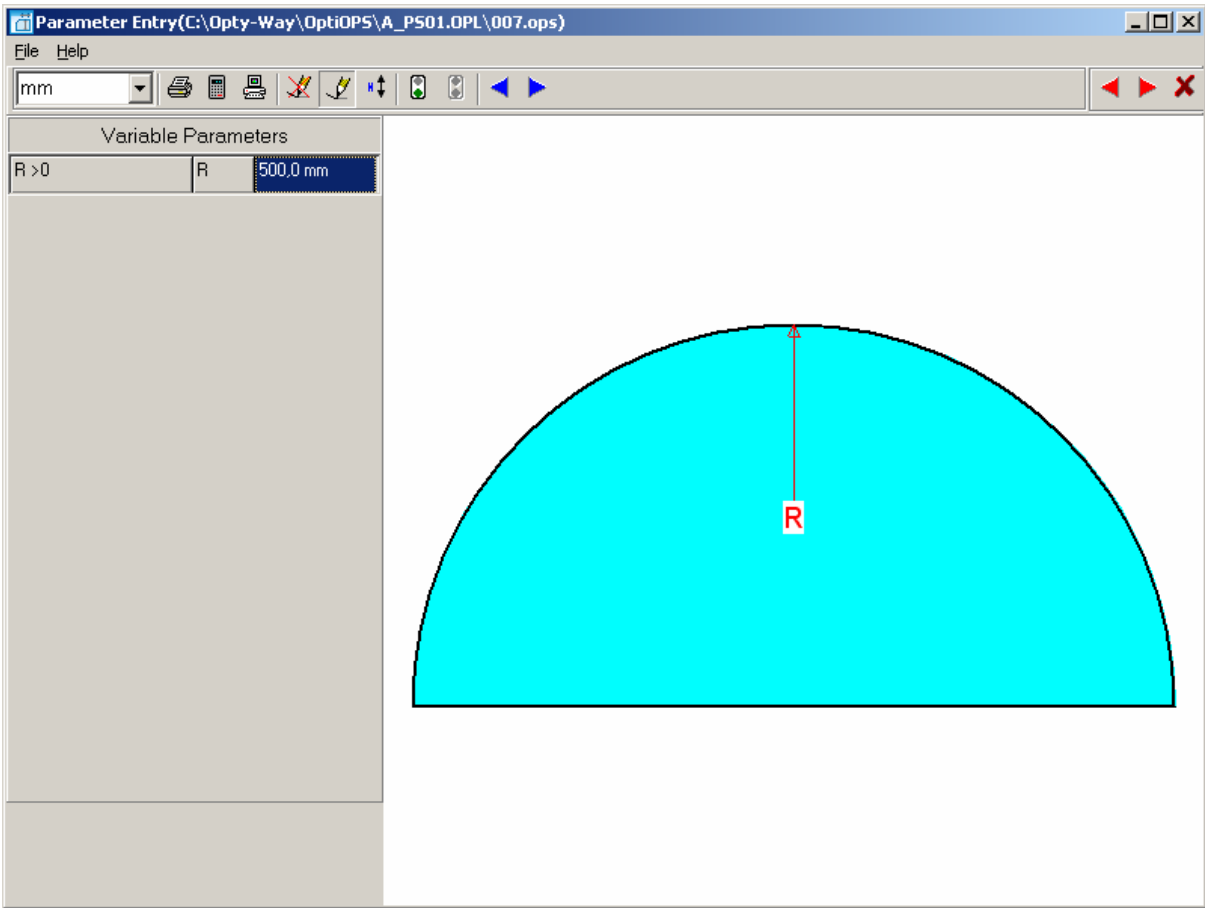 Parameter Entry(C:\Opty-Way\OptiOPS\A_PS01.OPL\007.ops)
File Help
mm
Variable Parameters
R >0 R 500,0 mm
R